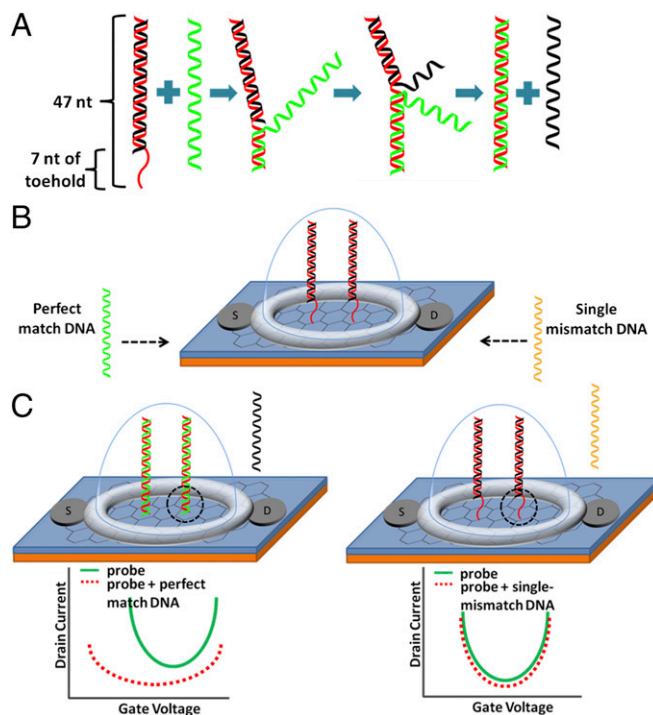 A
47 nt
7 nt of
toehold
B
Perfect
match DNA
S
D
Single
mismatch DNA
C
S
D
probe
probe + perfect
match DNA
Drain Current
Gate Voltage
S
D
probe
probe + single-
mismatch DNA
Drain Current
Gate Voltage